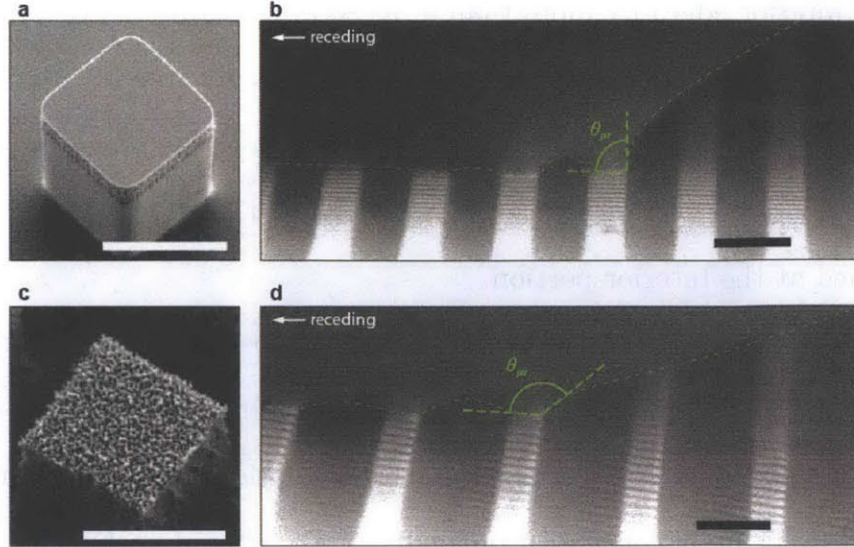 a
b
← receding
θμr
c
d
← receding
θμr